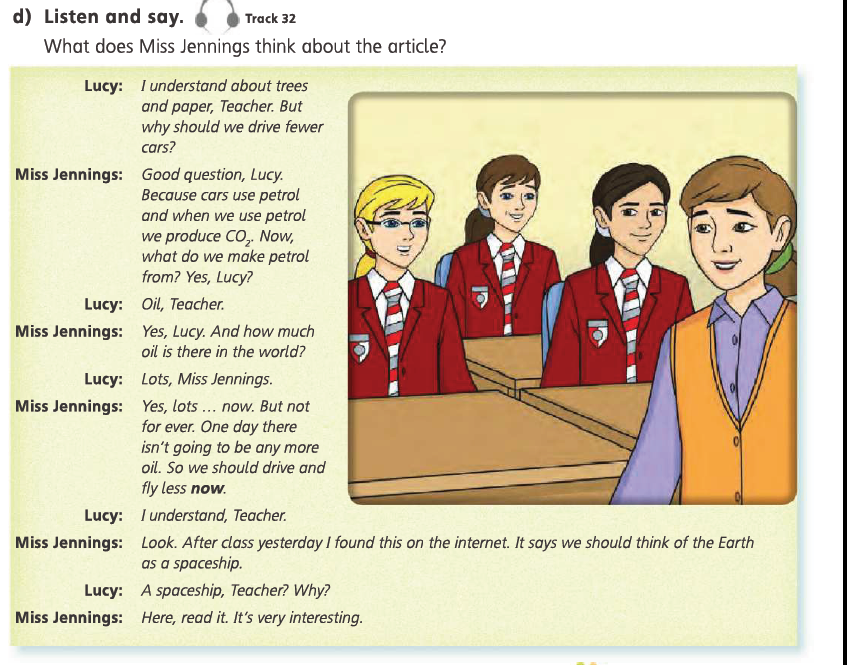 d) Listen and say. Track 32
What does Miss Jennings think about the article?
Lucy: I understand about trees
and paper, Teacher. But
why should we drive fewer
cars?
Miss Jennings: Good question, Lucy.
Because cars use petrol
and when we use petrol
we produce CO₂. Now,
what do we make petrol
from? Yes, Lucy?
Lucy: Oil, Teacher.
Miss Jennings: Yes, Lucy. And how much
oil is there in the world?
Lucy: Lots, Miss Jennings.
Miss Jennings: Yes, lots ... now. But not
for ever. One day there
isn't going to be any more
oil. So we should drive and
fly less now.
Lucy: I understand, Teacher.
Miss Jennings: Look. After class yesterday I found this on the internet. It says we should think of the Earth
as a spaceship.
Lucy: A spaceship, Teacher? Why?
Miss Jennings: Here, read it. It's very interesting.